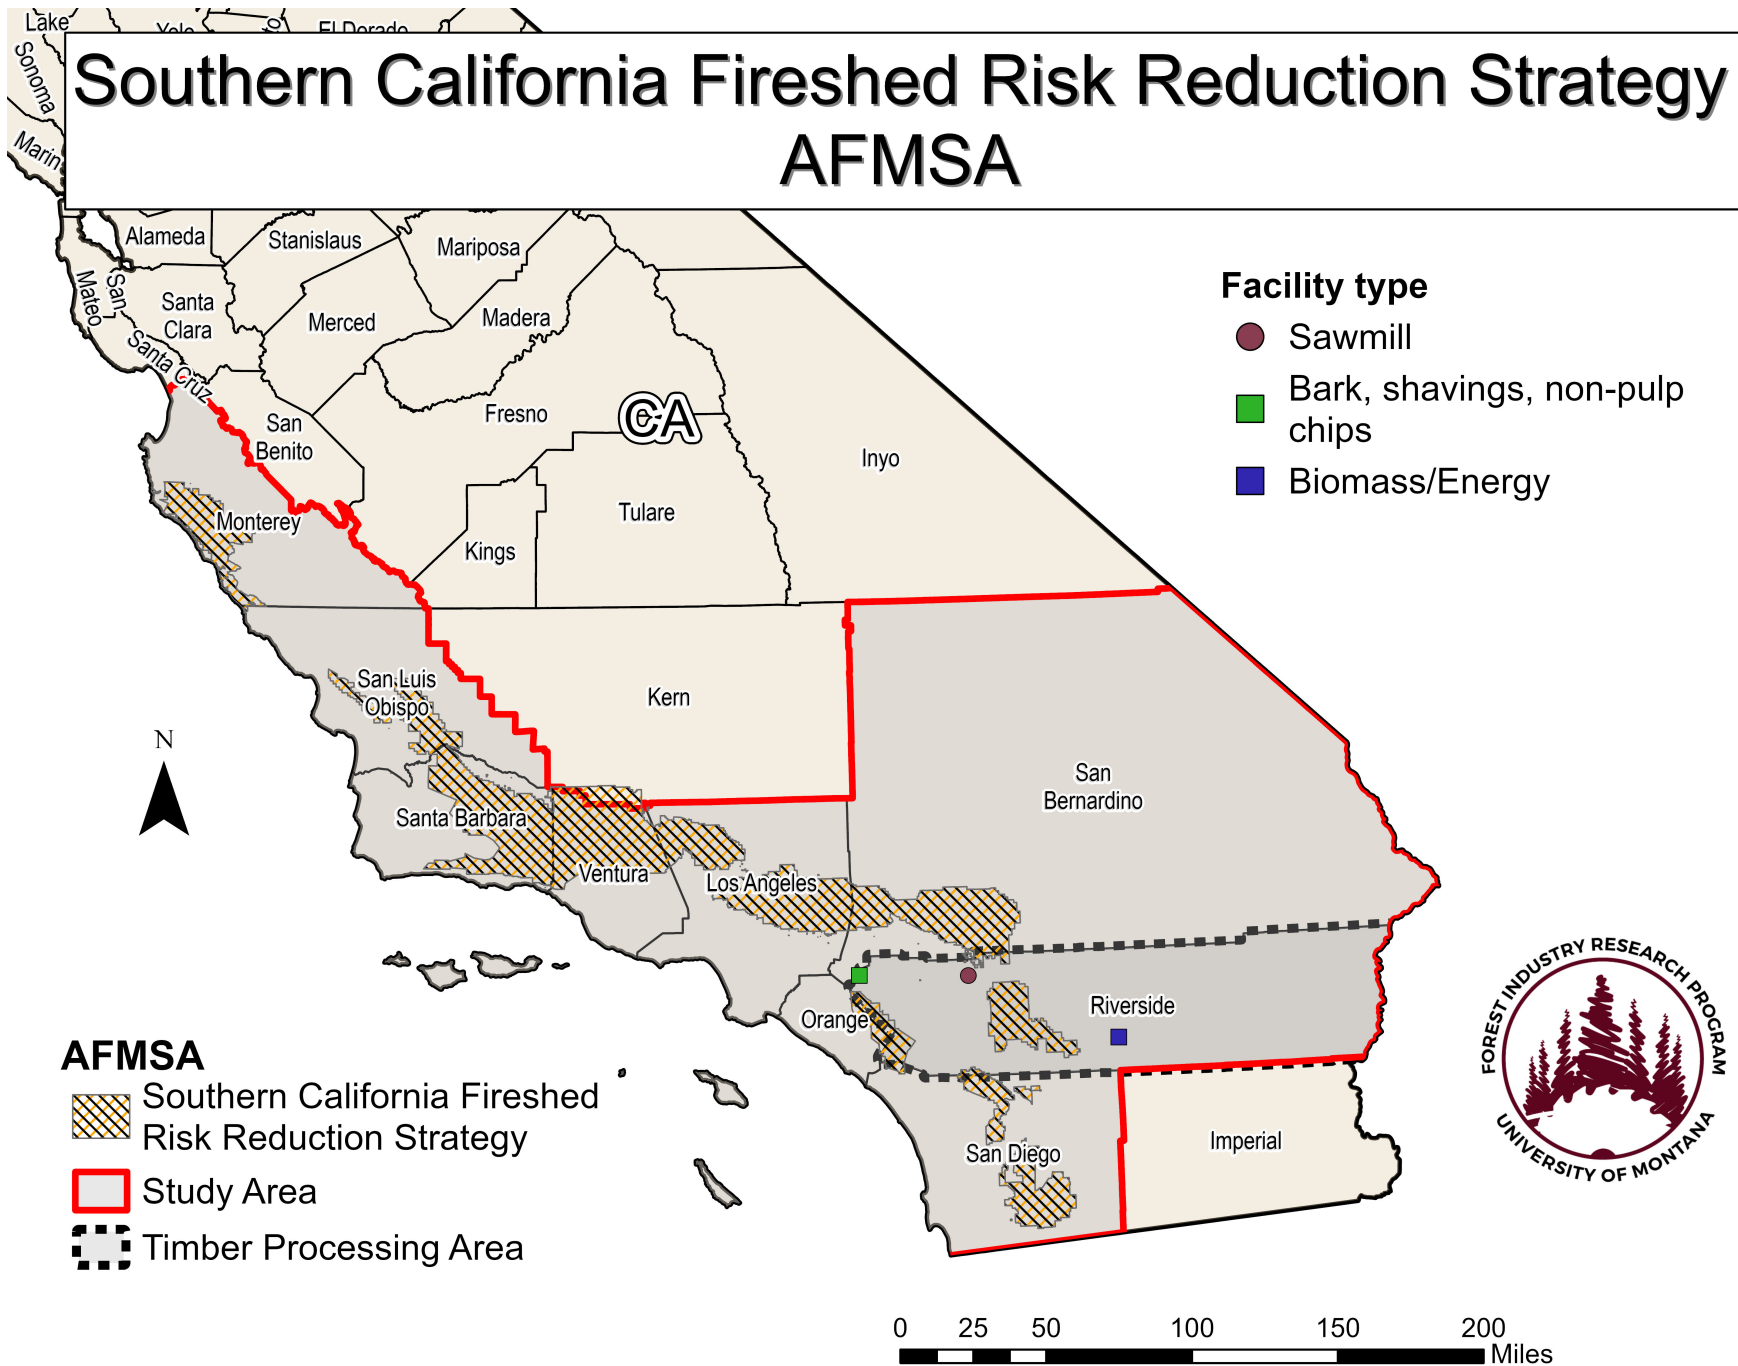 Lake
Yolo
El Dorado
Sonoma
Marin
Southern California Fireshed Risk Reduction Strategy
AFMSA
Alameda
Stanislaus
Mariposa
San
Mateo
Santa
Clara
Merced
Madera
Santa Cruz
San
Benito
Fresno
CA
Inyo
Tulare
Kings
Monterey
San Luis
Obispo
Kern
San
Bernardino
Santa Barbara
Ventura
Los Angeles
Orange
Riverside
San Diego
Imperial
Facility type
Sawmill
Bark, shavings, non-pulp
chips
Biomass/Energy
N
AFMSA
Southern California Fireshed
Risk Reduction Strategy
Study Area
Timber Processing Area
FOREST INDUSTRY RESEARCH PROGRAM
UNIVERSITY OF MONTANA
0 25 50 100 150 200
Miles